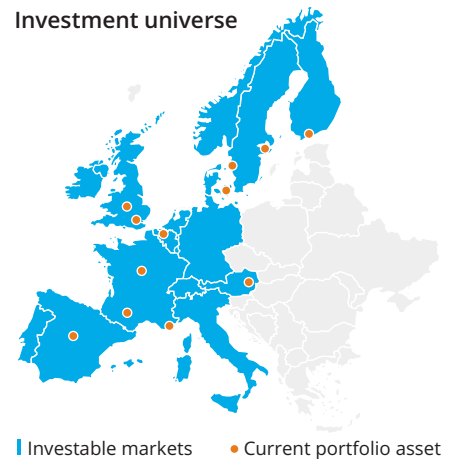 Investment universe
Investable markets
Current portfolio asset